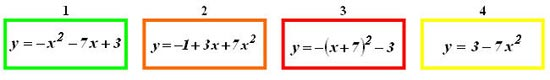 1 2 3 4
y = -x² - 7x + 3 y = -1 + 3x + 7x² y = -(x + 7)² - 3 y = 3 - 7x²